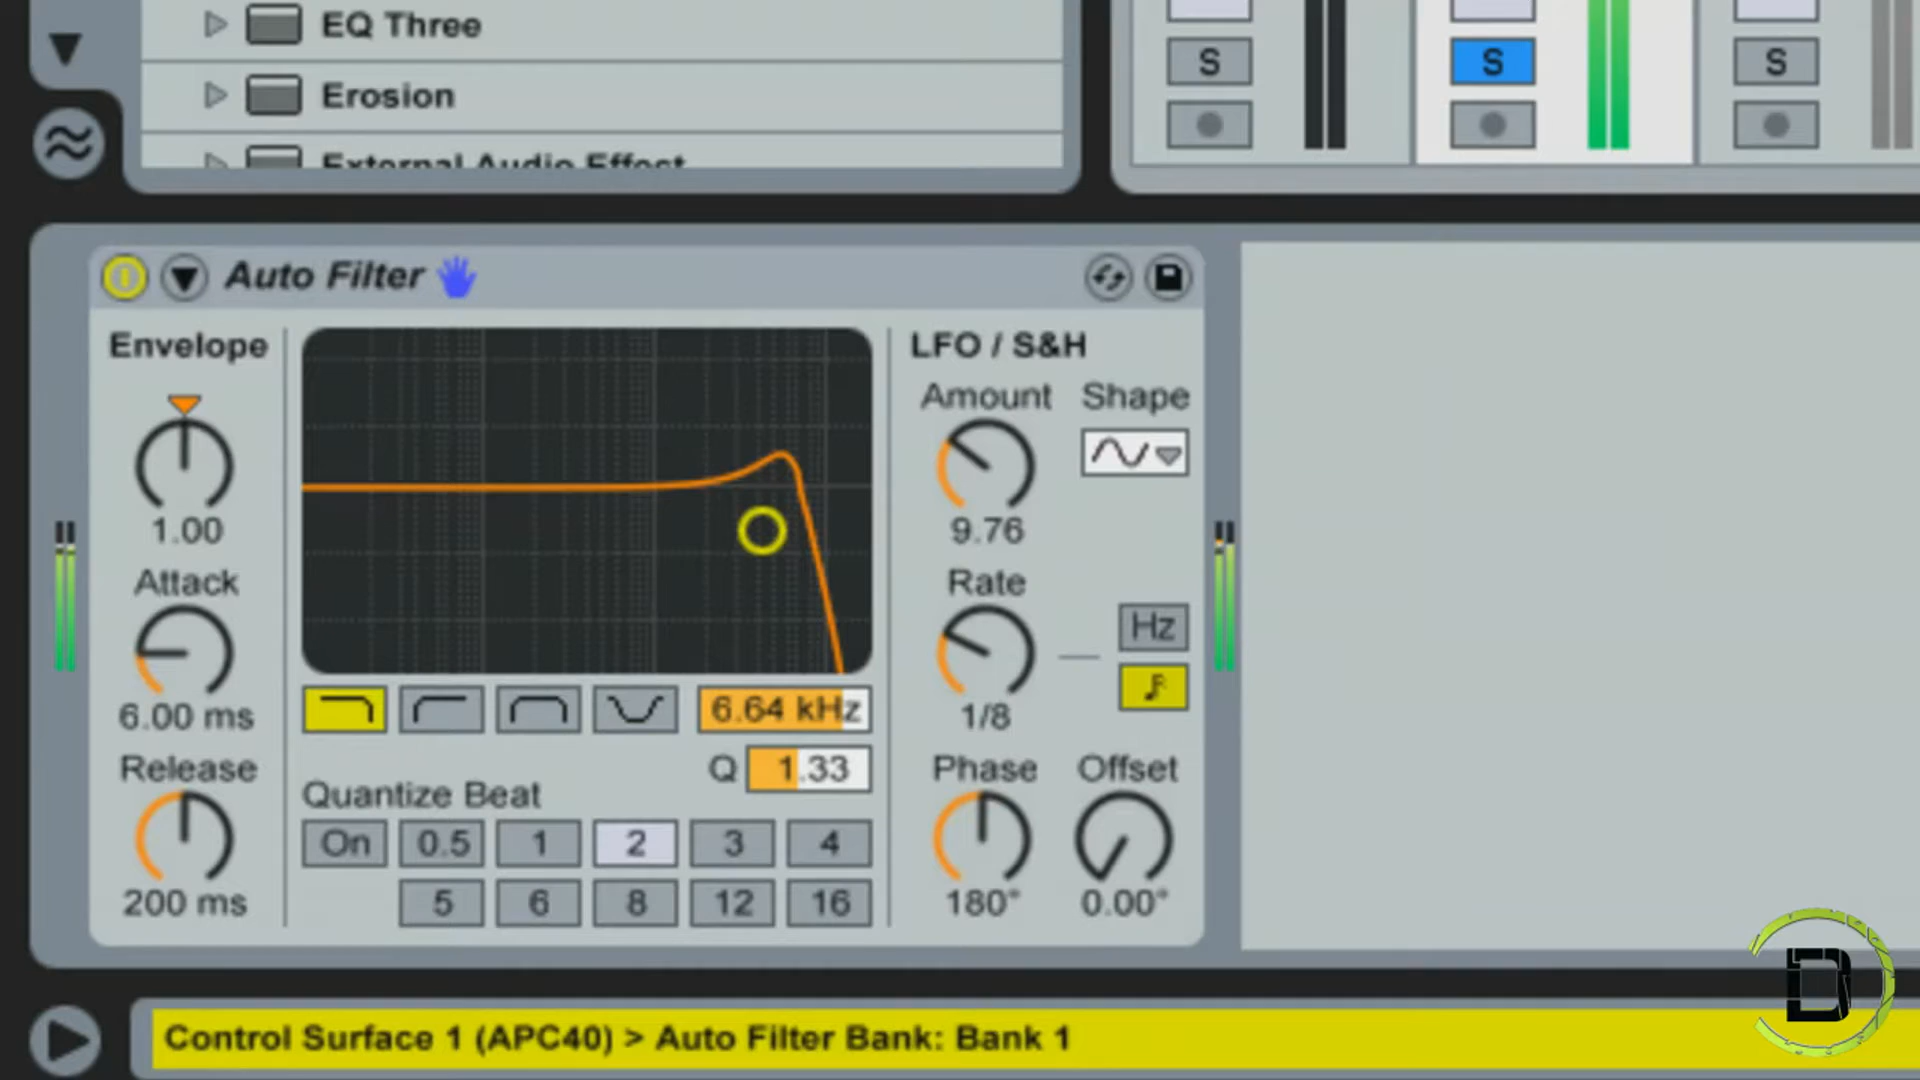 EQ Three
S
S
S
Erosion
External Audio Effect
Auto Filter
Envelope
LFO / S&H
Amount
Shape
1.00
9.76
Attack
Rate
Hz
6.00 ms
6.64 kHz
1/8
Release
Q
1.33
Phase
Offset
Quantize Beat
On
0.5
1
2
3
4
200 ms
5
6
8
12
16
180°
0.00°
D
Control Surface 1 (APC40) > Auto Filter Bank: Bank 1